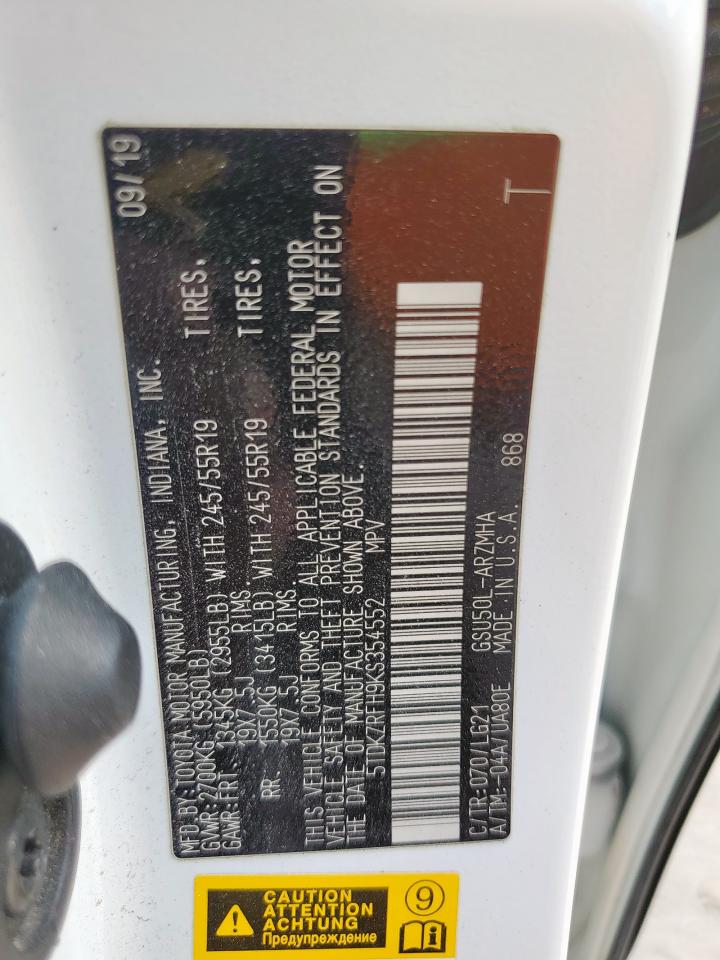 MFD.BY:TOYOTA MOTOR MANUFACTURING, INDIANA, INC. 09/19
GVWR:2700KG (5950LB)
GAWR:FRT. 1345KG (2955LB) WITH 245/55R19 TIRES,
19X7.5J RIMS.
RR. 1550KG (3415LB) WITH 245/55R19 TIRES,
19X7.5J RIMS.
THIS VEHICLE CONFORMS TO ALL APPLICABLE FEDERAL MOTOR
VEHICLE SAFETY AND THEFT PREVENTION STANDARDS IN EFFECT ON
THE DATE OF MANUFACTURE SHOWN ABOVE.
5TDKZRFH9KS354552 MPV
C/TR:070/LG21 GSU50L-ARZMHA
A/TM:-04A/UA80E MADE IN U.S.A. 868
T
CAUTION
ATTENTION
ACHTUNG
Предупреждение
9